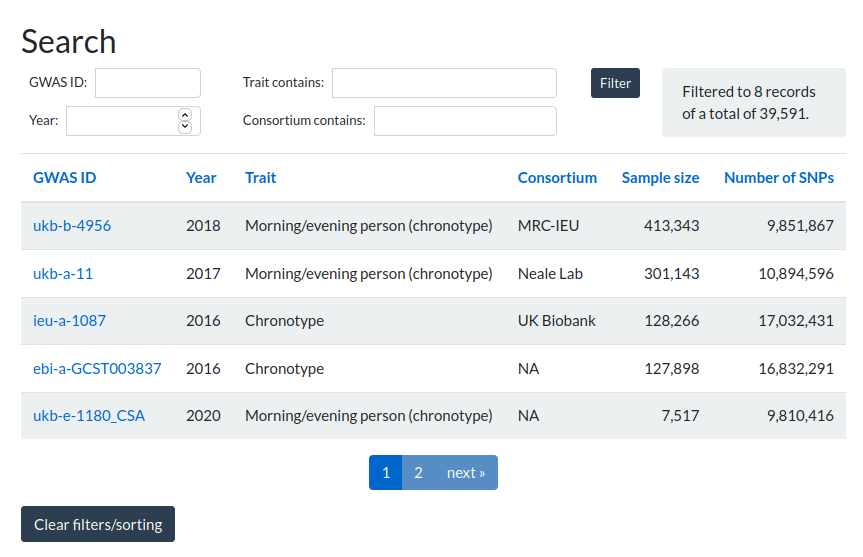 Search
GWAS ID: Trait contains: Filter
Year: Consortium contains:
Filtered to 8 records
of a total of 39,591.
GWAS ID Year Trait Consortium Sample size Number of SNPs
ukb-b-4956 2018 Morning/evening person (chronotype) MRC-IEU 413,343 9,851,867
ukb-a-11 2017 Morning/evening person (chronotype) Neale Lab 301,143 10,894,596
ieu-a-1087 2016 Chronotype UK Biobank 128,266 17,032,431
ebi-a-GCST003837 2016 Chronotype NA 127,898 16,832,291
ukb-e-1180_CSA 2020 Morning/evening person (chronotype) NA 7,517 9,810,416
1 2 next »
Clear filters/sorting